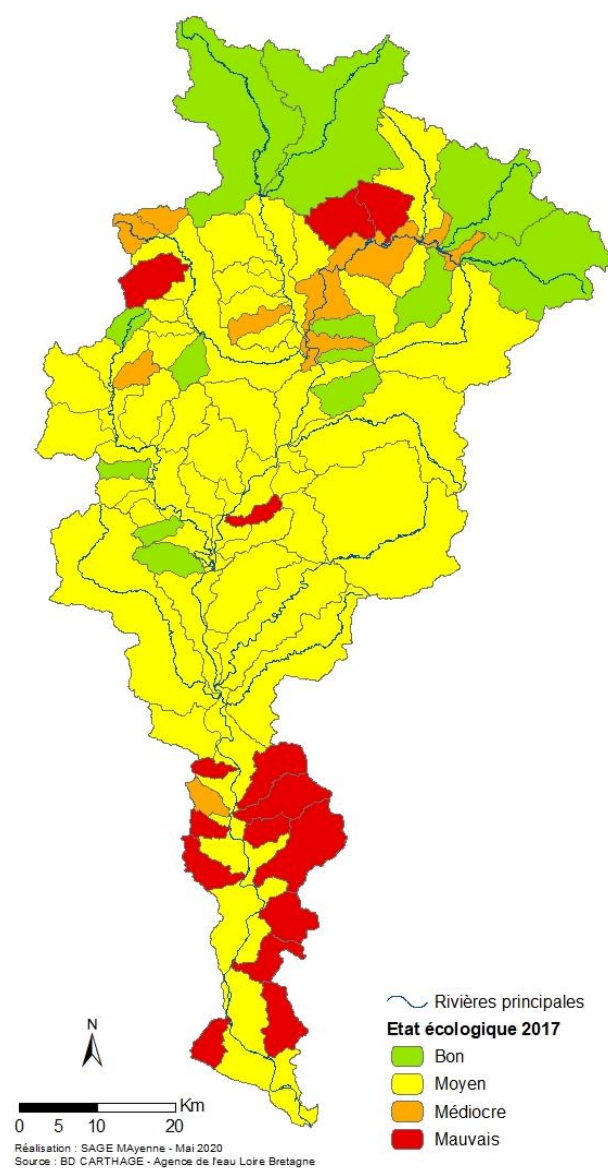 Rivières principales
Etat écologique 2017
Bon
Moyen
Médiocre
Mauvais
N
Km
0 5 10 20
Réalisation : SAGE MAyenne - Mai 2020
Source : BD CARTHAGE - Agence de l'eau Loire Bretagne